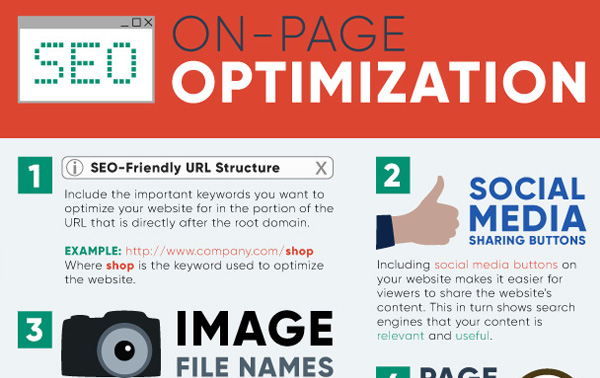 SEO
ON-PAGE
OPTIMIZATION
1
SEO-Friendly URL Structure
X
Include the important keywords you want to
optimize your website for in the portion of the
URL that is directly after the root domain.
EXAMPLE: http://www.company.com/shop
Where shop is the keyword used to optimize
the website.
2
SOCIAL
MEDIA
SHARING BUTTONS
Including social media buttons on
your website makes it easier for
viewers to share the website's
content. This in turn shows search
engines that your content is
relevant and useful.
3
IMAGE
FILE NAMES
PAGE